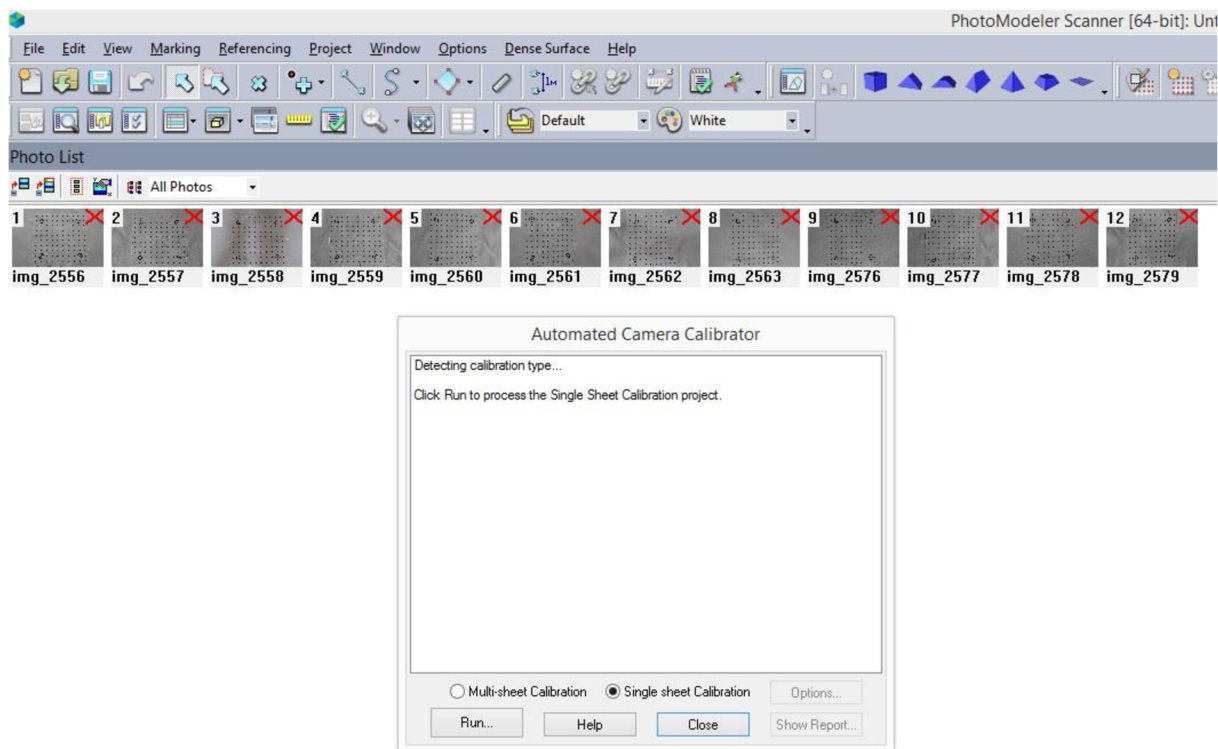 PhotoModeler Scanner [64-bit]: Unt
File Edit View Marking Referencing Project Window Options Dense Surface Help
Default White
Photo List
All Photos
1 2 3 4 5 6 7 8 9 10 11 12
img_2556 img_2557 img_2558 img_2559 img_2560 img_2561 img_2562 img_2563 img_2576 img_2577 img_2578 img_2579
Automated Camera Calibrator
Detecting calibration type...
Click Run to process the Single Sheet Calibration project.
Multi-sheet Calibration Single sheet Calibration Options...
Run... Help Close Show Report...